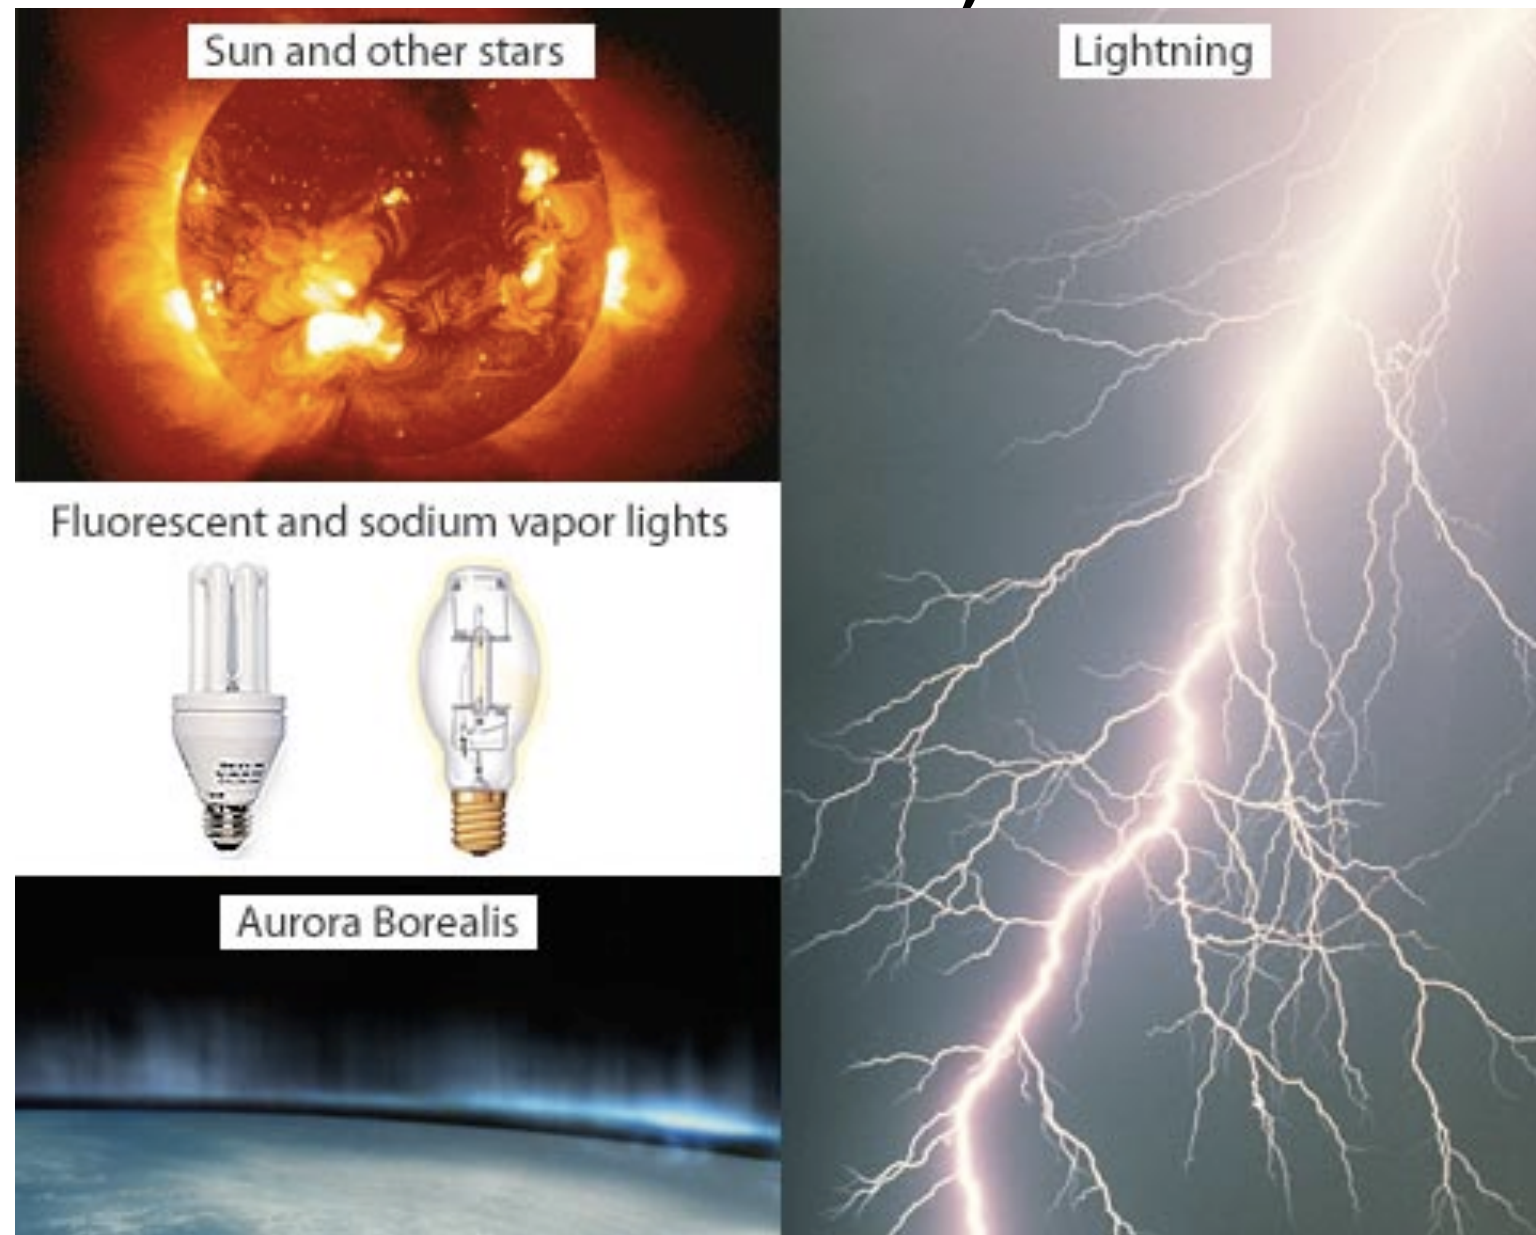 Sun and other stars
Lightning
Fluorescent and sodium vapor lights
Aurora Borealis